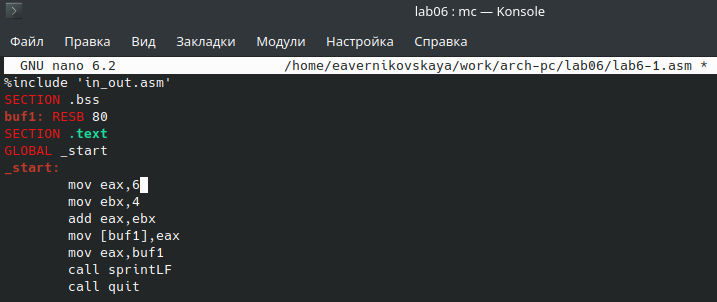 lab06 : mc — Konsole
Файл Правка Вид Закладки Модули Настройка Справка
GNU nano 6.2 /home/eavernikovskaya/work/arch-pc/lab06/lab6-1.asm *
%include 'in_out.asm'
SECTION .bss
buf1: RESB 80
SECTION .text
GLOBAL _start
_start:
mov eax,6
mov ebx,4
add eax,ebx
mov [buf1],eax
mov eax,buf1
call sprintLF
call quit